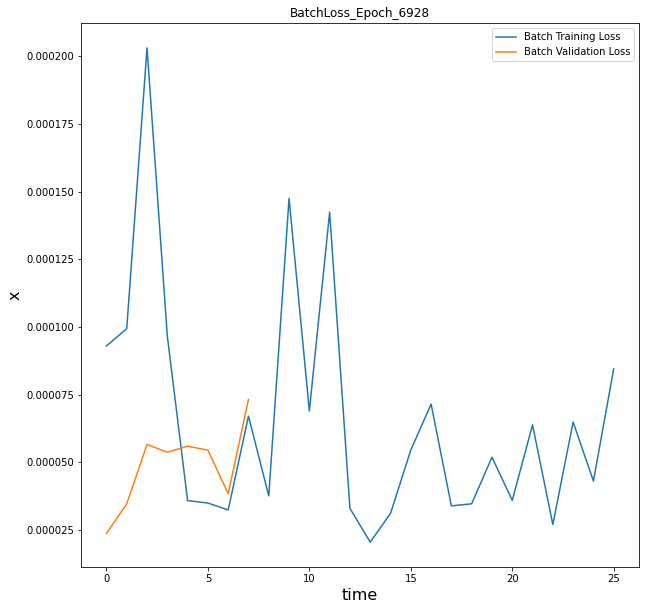 BatchLoss_Epoch_6928
Batch Training Loss
Batch Validation Loss
0.000200
0.000175
0.000150
0.000125
0.000100
0.000075
0.000050
0.000025
x
0 5 10 15 20 25
time